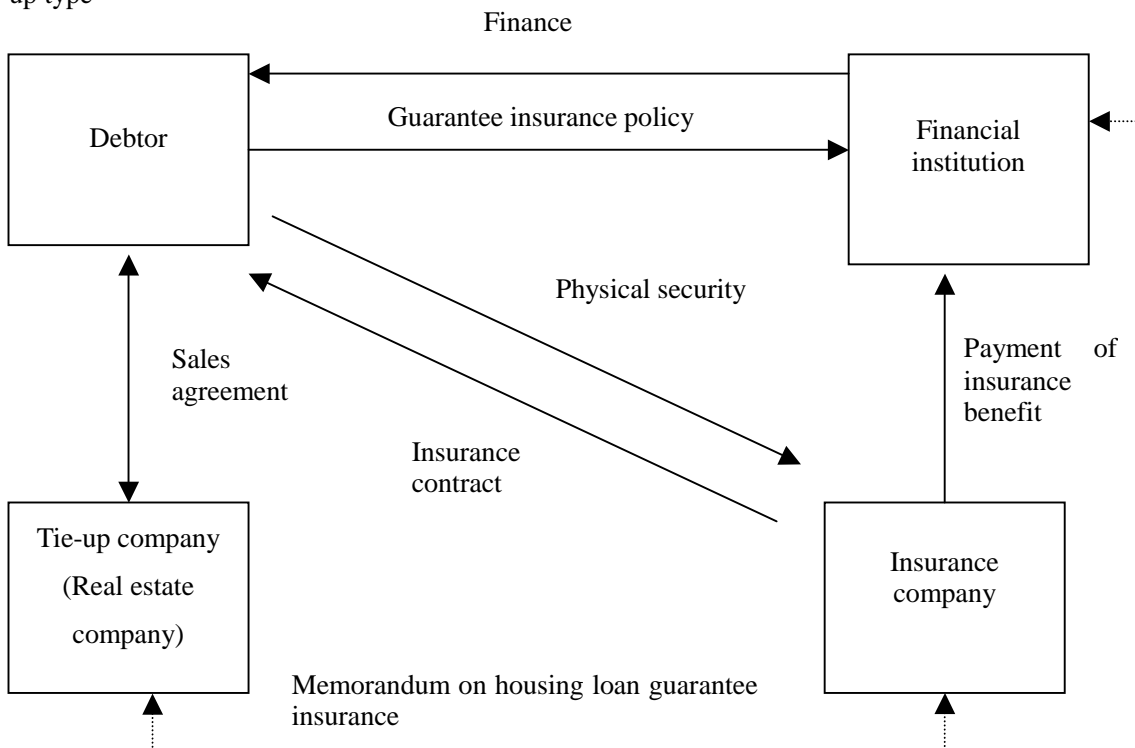 up type
Finance
Debtor
Guarantee insurance policy
Financial
institution
Physical security
Sales
agreement
Payment of
insurance
benefit
Insurance
contract
Tie-up company
(Real estate
company)
Insurance
company
Memorandum on housing loan guarantee
insurance